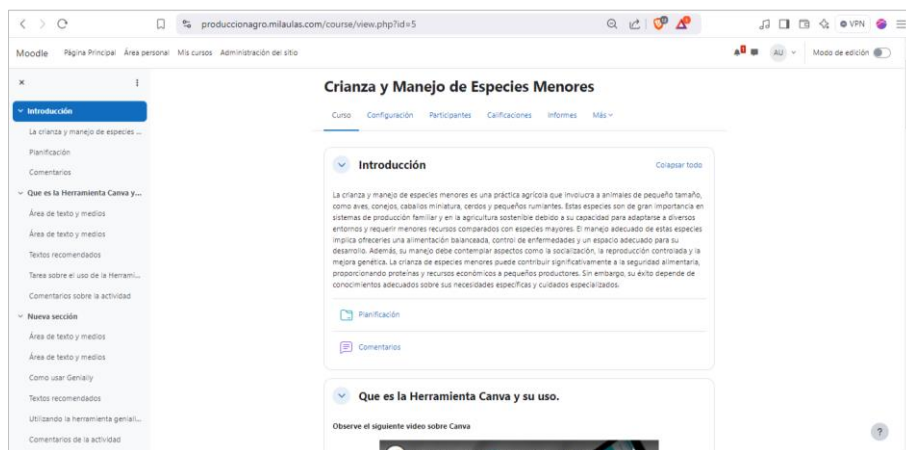 produccionagro.milaulas.com/course/view.php?id=5
VPN
Moodle Página Principal Área personal Mis cursos Administración del sitio
AU Modo de edición
Introducción
La crianza y manejo de especies ...
Planificación
Comentarios
Que es la Herramienta Canva y...
Área de texto y medios
Área de texto y medios
Textos recomendados
Tarea sobre el uso de la Herrami...
Comentarios sobre la actividad
Nueva sección
Área de texto y medios
Área de texto y medios
Como usar Genially
Textos recomendados
Utilizando la herramienta geniall...
Comentarios de la actividad
Crianza y Manejo de Especies Menores
Curso Configuración Participantes Calificaciones Informes Más
Introducción Colapsar todo
La crianza y manejo de especies menores es una práctica agrícola que involucra a animales de pequeño tamaño,
como aves, conejos, caballos miniatura, cerdos y pequeños rumiantes. Estas especies son de gran importancia en
sistemas de producción familiar y en la agricultura sostenible debido a su capacidad para adaptarse a diversos
entornos y requerir menores recursos comparados con especies mayores. El manejo adecuado de estas especies
implica ofrecerles una alimentación balanceada, control de enfermedades y un espacio adecuado para su
desarrollo. Además, su manejo debe contemplar aspectos como la socialización, la reproducción controlada y la
mejora genética. La crianza de especies menores puede contribuir significativamente a la seguridad alimentaria,
proporcionando proteínas y recursos económicos a pequeños productores. Sin embargo, su éxito depende de
conocimientos adecuados sobre sus necesidades específicas y cuidados especializados.
Planificación
Comentarios
Que es la Herramienta Canva y su uso.
Observe el siguiente video sobre Canva
?